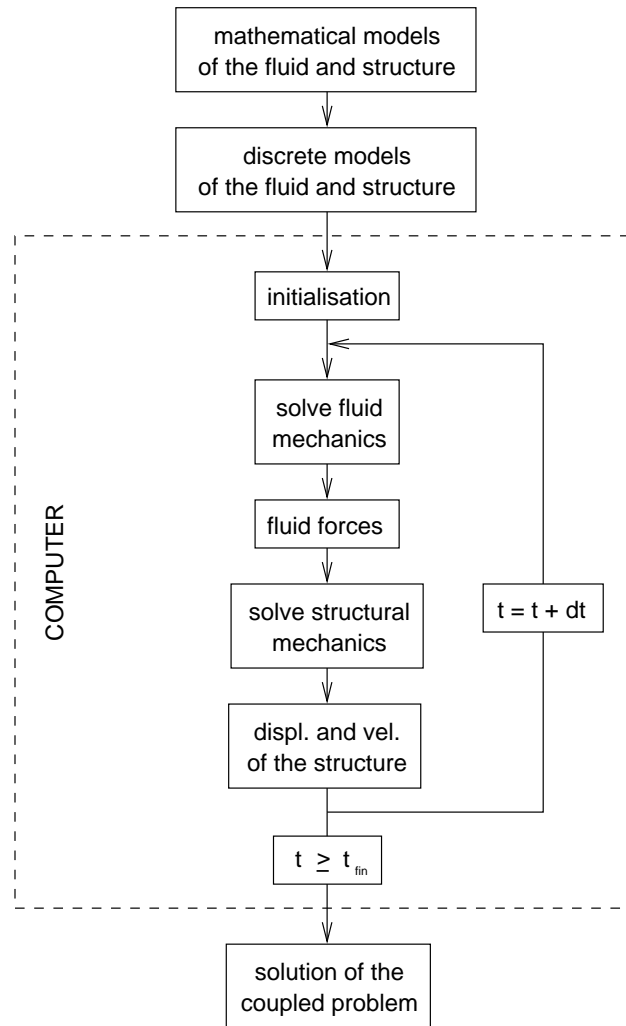 mathematical models
of the fluid and structure
discrete models
of the fluid and structure
initialisation
solve fluid
mechanics
fluid forces
COMPUTER
solve structural
mechanics
t = t + dt
displ. and vel.
of the structure
t ≥ t fin
solution of the
coupled problem